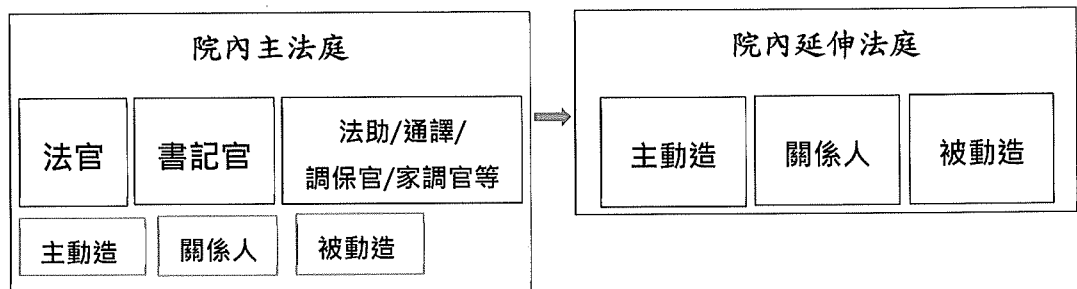 院內主法庭
法官
書記官
法助/通譯/
調保官/家調官等
主動造
關係人
被動造
院內延伸法庭
主動造
關係人
被動造